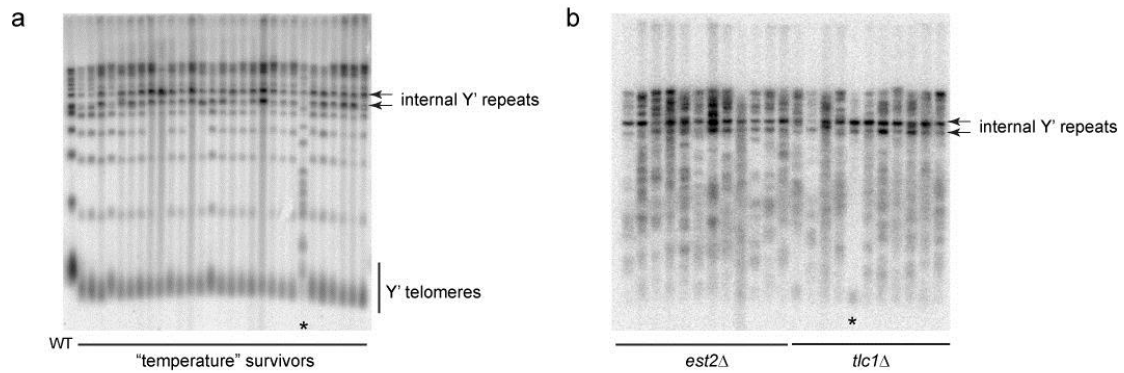 a
internal Y' repeats
Y' telomeres
*
WT
"temperature" survivors
b
internal Y' repeats
*
est2Δ
tlc1Δ